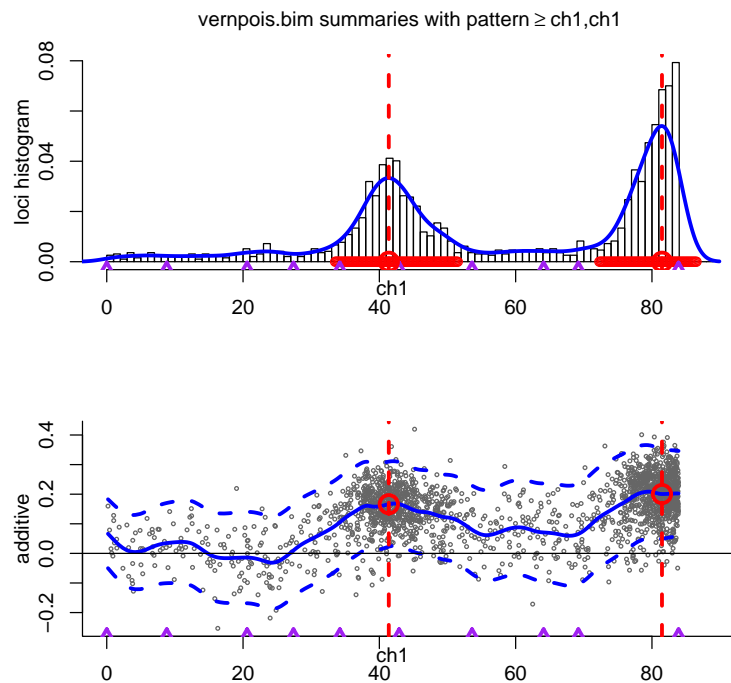 vernpois.bim summaries with pattern ≥ ch1,ch1
loci histogram
0.08
0.04
0.00
ch1
0 20 40 60 80
additive
0.4
0.2
0.0
−0.2
ch1
0 20 40 60 80